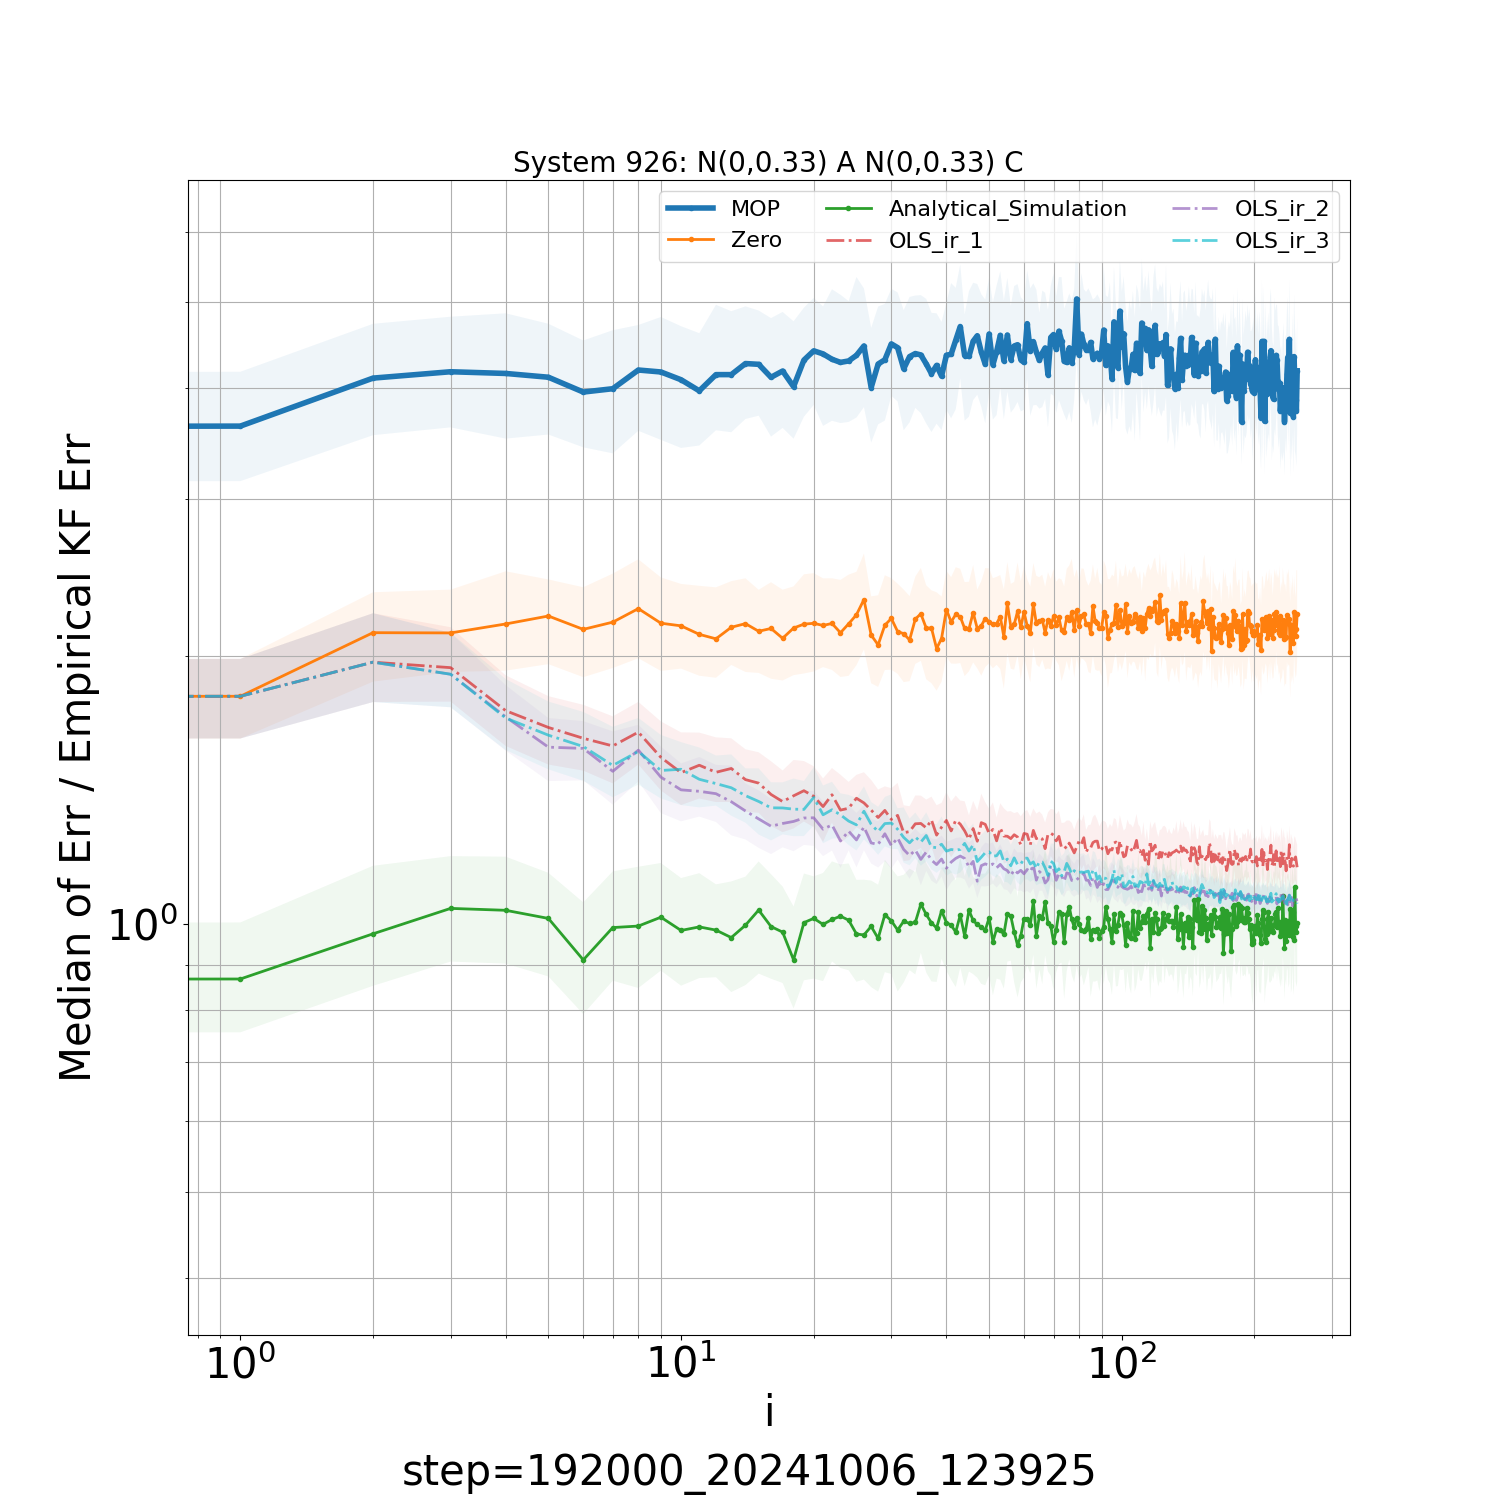 System 926: N(0,0.33) A N(0,0.33) C
MOP
Zero
Analytical_Simulation
OLS_ir_1
OLS_ir_2
OLS_ir_3
Median of Err / Empirical KF Err
10⁰
10⁰
10¹
10²
i
step=192000_20241006_123925